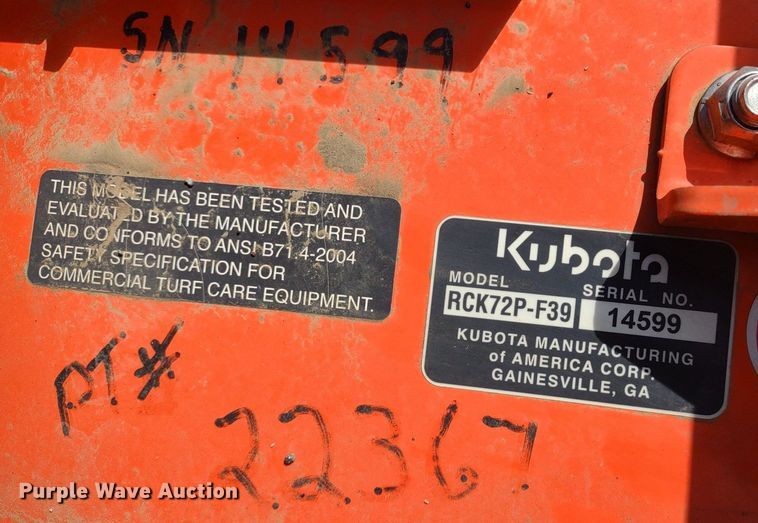 SN 14599
THIS MODEL HAS BEEN TESTED AND
EVALUATED BY THE MANUFACTURER
AND CONFORMS TO ANSI B71.4-2004
SAFETY SPECIFICATION FOR
COMMERCIAL TURF CARE EQUIPMENT.
Kubota
MODEL SERIAL NO.
RCK72P-F39 14599
KUBOTA MANUFACTURING
of AMERICA CORP.
GAINESVILLE, GA
PT#
22367
Purple Wave Auction